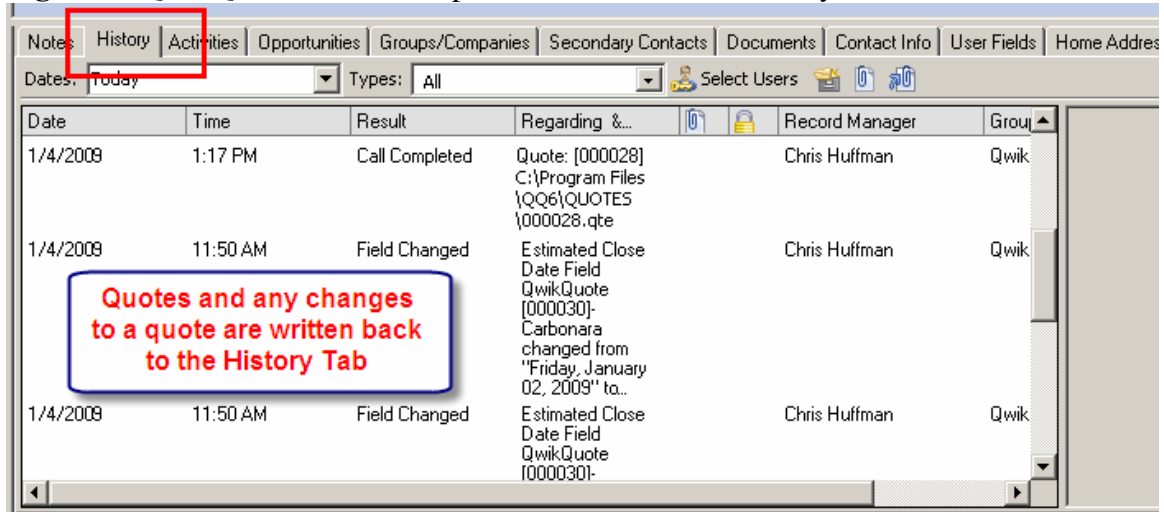 Notes History Activities Opportunities Groups/Companies Secondary Contacts Documents Contact Info User Fields Home Addres
Dates: Today Types: All Select Users
Date Time Result Regarding &... Record Manager Grou
1/4/2009 1:17 PM Call Completed Quote: [000028] Chris Huffman Qwik
C:\Program Files
\QQ6\QUOTES
\000028.qte
1/4/2009 11:50 AM Field Changed Estimated Close Chris Huffman Qwik
Date Field
QwikQuote
[000030]-
Carbonara
changed from
"Friday, January
02, 2009" to...
Quotes and any changes
to a quote are written back
to the History Tab
1/4/2009 11:50 AM Field Changed Estimated Close Chris Huffman Qwik
Date Field
QwikQuote
[000030]-